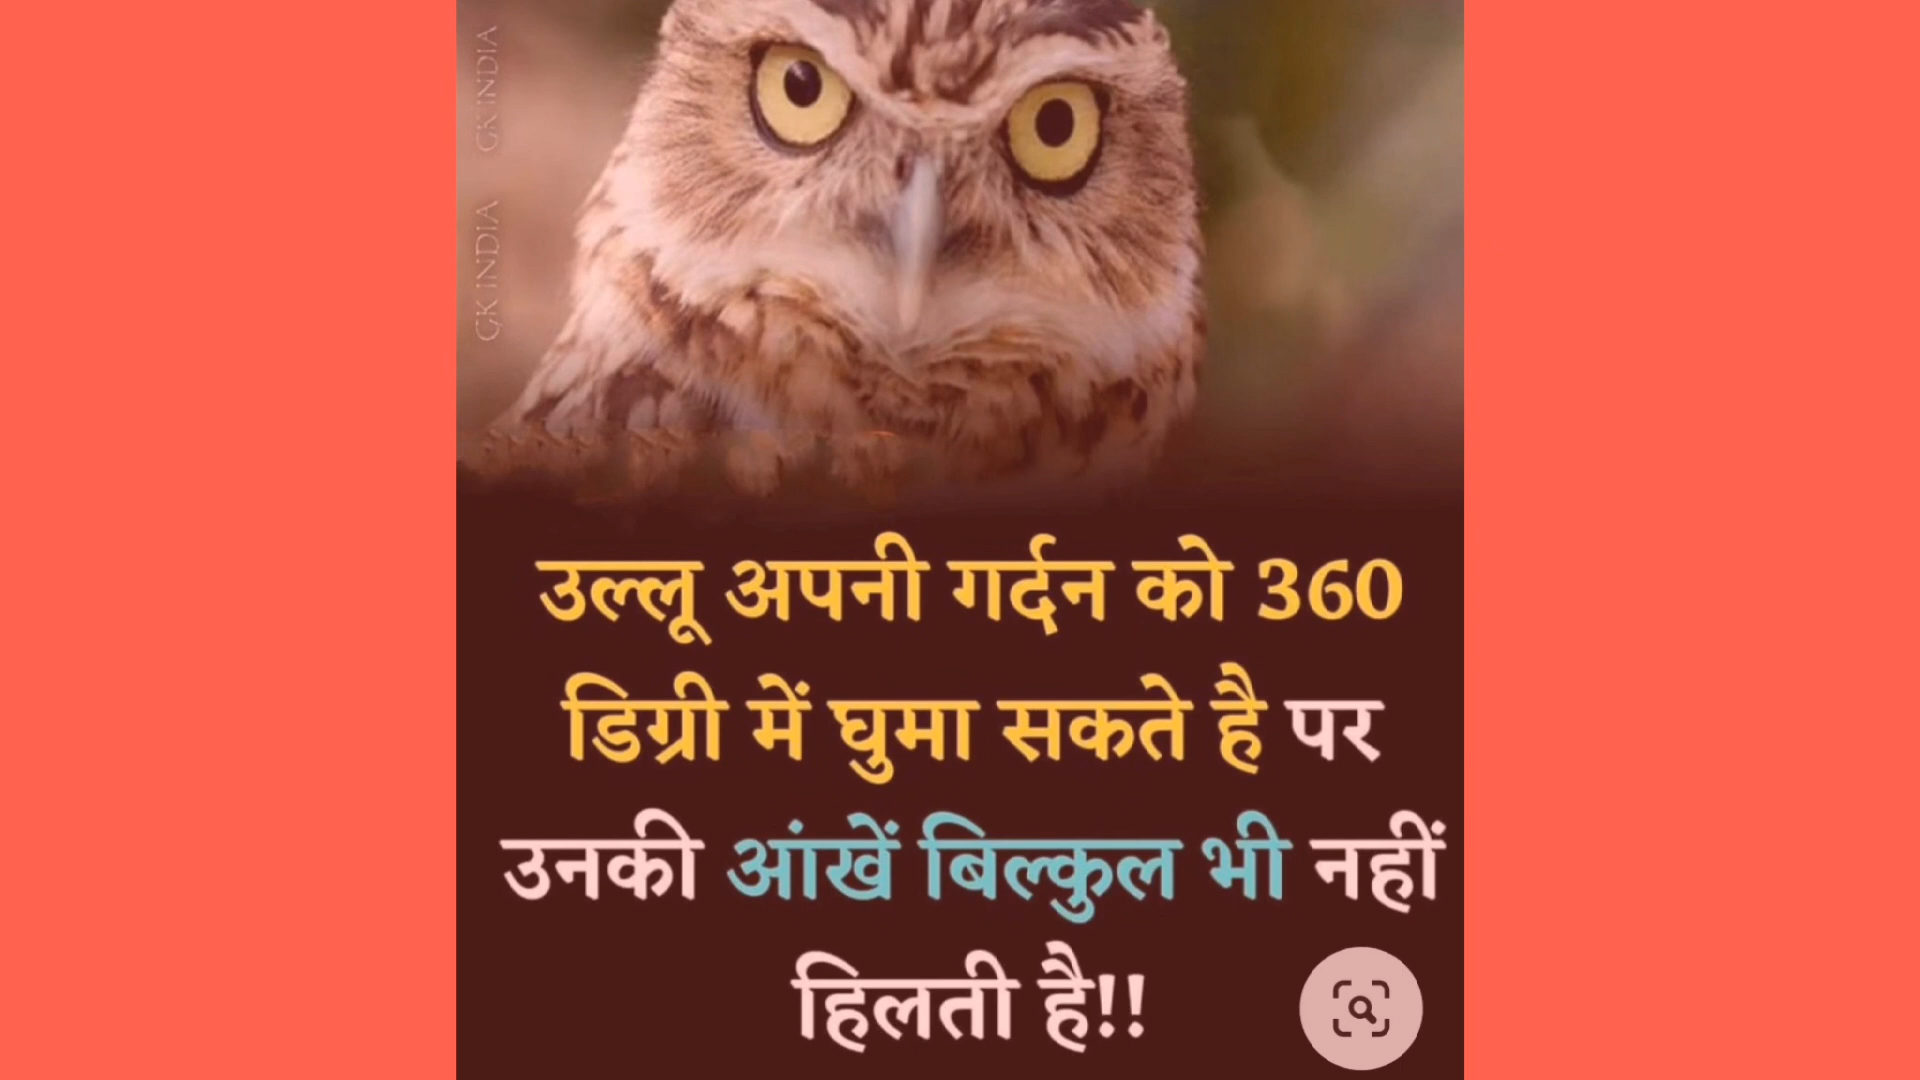 GK INDIA
GK INDIA
उल्लू अपनी गर्दन को 360
डिग्री में घुमा सकते है पर
उनकी आंखें बिल्कुल भी नहीं
हिलती है!!